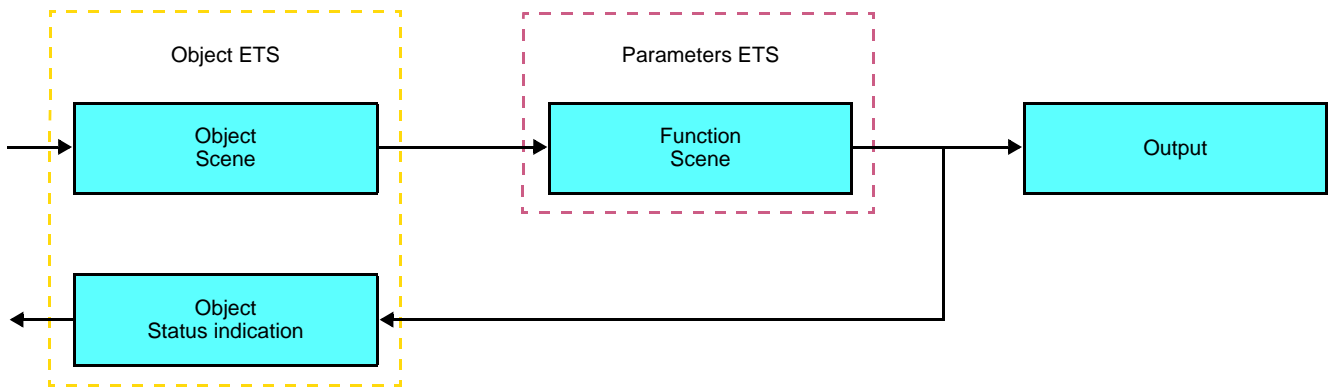 Object ETS
Parameters ETS
Object
Scene
Function
Scene
Output
Object
Status indication